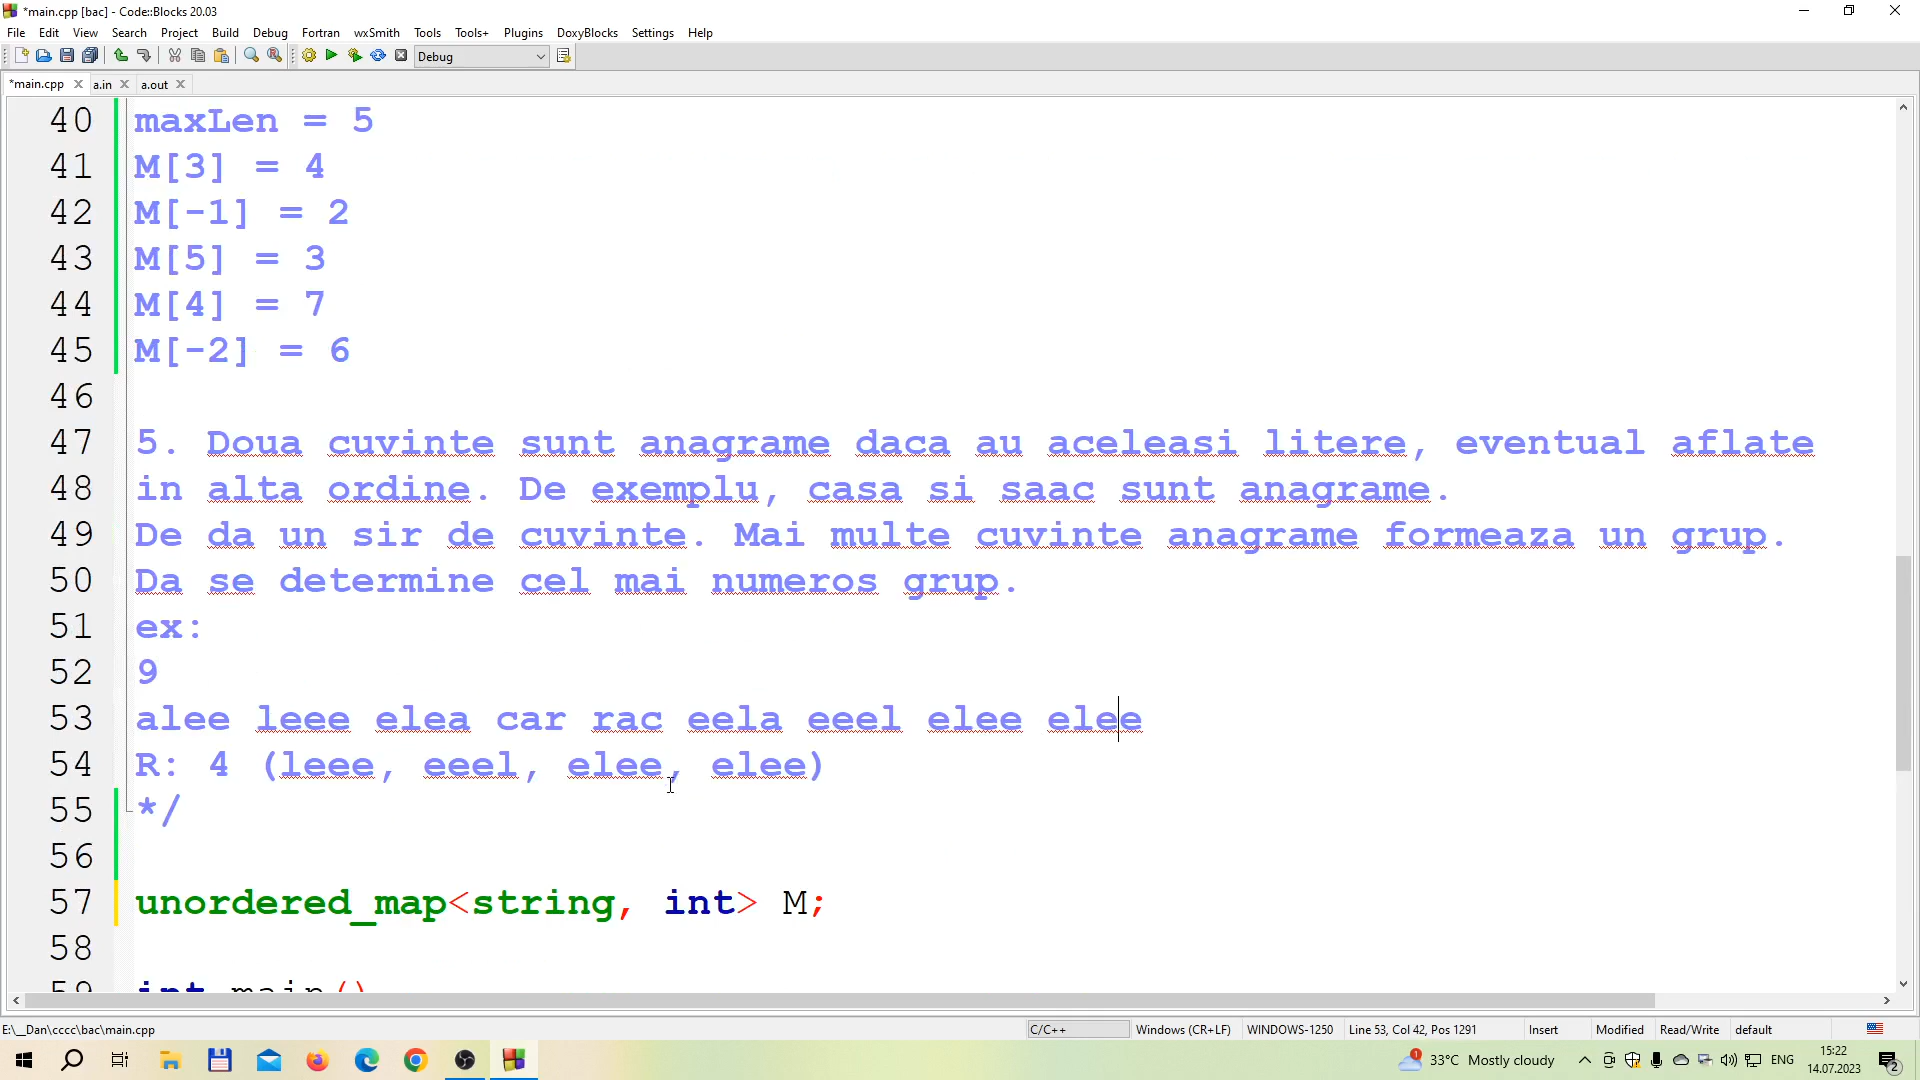 *main.cpp [bac] - Code::Blocks 20.03
File Edit View Search Project Build Debug Fortran wxSmith Tools Tools+ Plugins DoxyBlocks Settings Help
Debug
*main.cpp a.in a.out
40 maxLen = 5
41 M[3] = 4
42 M[-1] = 2
43 M[5] = 3
44 M[4] = 7
45 M[-2] = 6
46
47 5. Doua cuvinte sunt anagrame daca au aceleasi litere, eventual aflate
48 in alta ordine. De exemplu, casa si saac sunt anagrame.
49 De da un sir de cuvinte. Mai multe cuvinte anagrame formeaza un grup.
50 Da se determine cel mai numeros grup.
51 ex:
52 9
53 alee leee elea car rac eela eeel elee elee
54 R: 4 (leee, eeel, elee, elee)
55 */
56
57 unordered_map<string, int> M;
58
59 int main()
E:\__Dan\cccc\bac\main.cpp C/C++ Windows (CR+LF) WINDOWS-1250 Line 53, Col 42, Pos 1291 Insert Modified Read/Write default
1 33°C Mostly cloudy ENG 15:22
14.07.2023 2